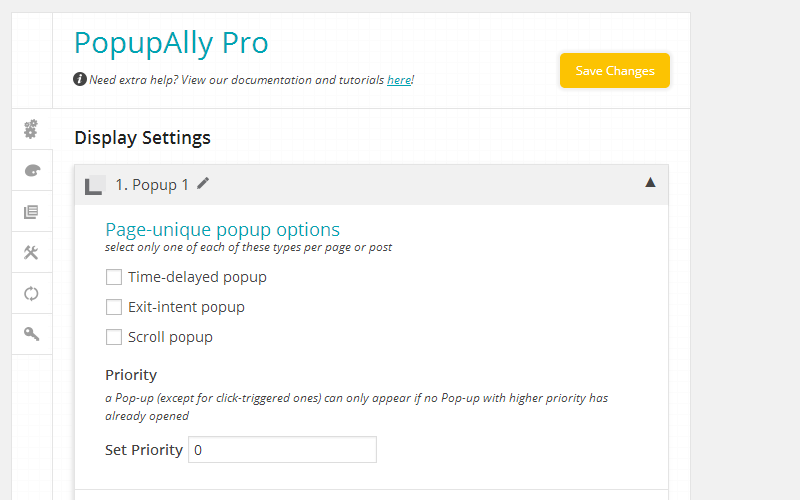 PopupAlly Pro
Need extra help? View our documentation and tutorials here!
Save Changes
Display Settings
1. Popup 1
Page-unique popup options
select only one of each of these types per page or post
Time-delayed popup
Exit-intent popup
Scroll popup
Priority
a Pop-up (except for click-triggered ones) can only appear if no Pop-up with higher priority has
already opened
Set Priority 0